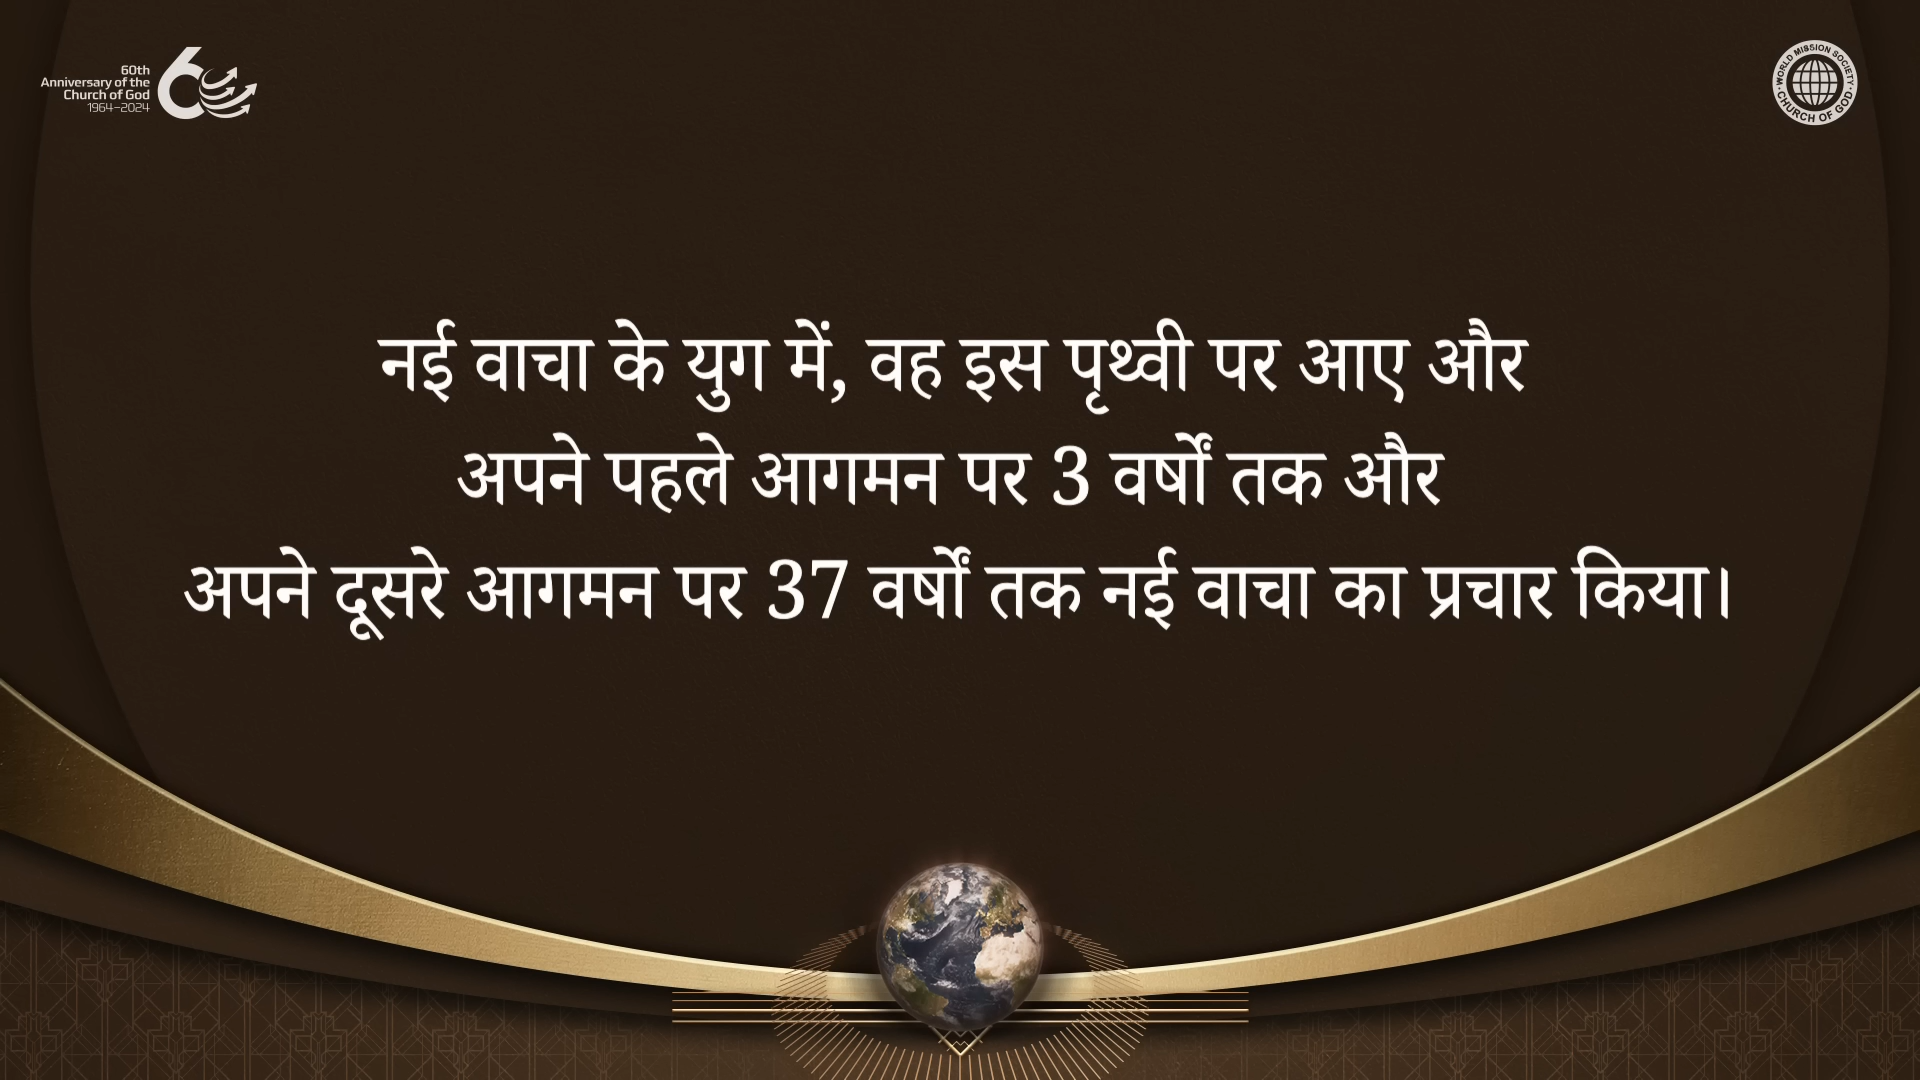 60th
Anniversary of the
Church of God
1964–2024
WORLD MISSION SOCIETY
CHURCH OF GOD
नई वाचा के युग में, वह इस पृथ्वी पर आए और
अपने पहले आगमन पर 3 वर्षों तक और
अपने दूसरे आगमन पर 37 वर्षों तक नई वाचा का प्रचार किया।